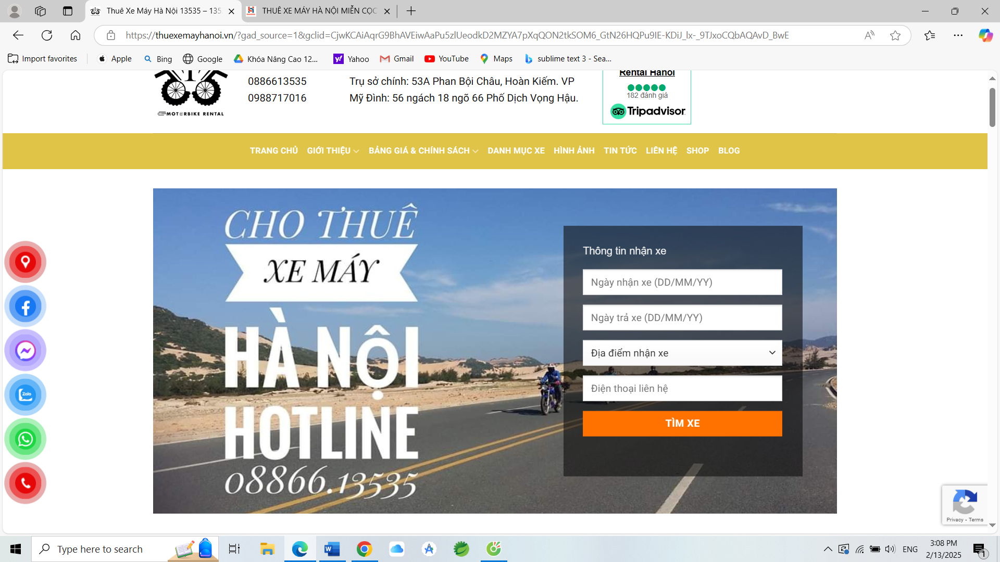 Thuê Xe Máy Hà Nội 13535 – 135
THUÊ XE MÁY HÀ NỘI MIỄN CỌC
https://thuexemayhanoi.vn/?gad_source=1&gclid=CjwKCAiAqrG9BhAVEiwAaPu5zlUeodkD2MZYA7pXqQON2tkSOM6_GtN26HQPu9IE-KDiJ_lx-_9TJxoCQbAQAvD_BwE
Import favorites
Apple
Bing
Google
Khóa Nâng Cao 12...
Yahoo
Gmail
YouTube
Maps
sublime text 3 - Sea...
MOTORBIKE RENTAL
0886613535
0988717016
Trụ sở chính: 53A Phan Bội Châu, Hoàn Kiếm. VP
Mỹ Đình: 56 ngách 18 ngõ 66 Phố Dịch Vọng Hậu.
Rental Hanoi
182 đánh giá
Tripadvisor
TRANG CHỦ
GIỚI THIỆU
BẢNG GIÁ & CHÍNH SÁCH
DANH MỤC XE
HÌNH ẢNH
TIN TỨC
LIÊN HỆ
SHOP
BLOG
CHO THUÊ
XE MÁY
HÀ NỘI
HOTLINE
08866.13535
Thông tin nhận xe
Ngày nhận xe (DD/MM/YY)
Ngày trả xe (DD/MM/YY)
Địa điểm nhận xe
Điện thoại liên hệ
TÌM XE
Zalo
Privacy - Terms
Type here to search
ENG
3:08 PM
2/13/2025
1